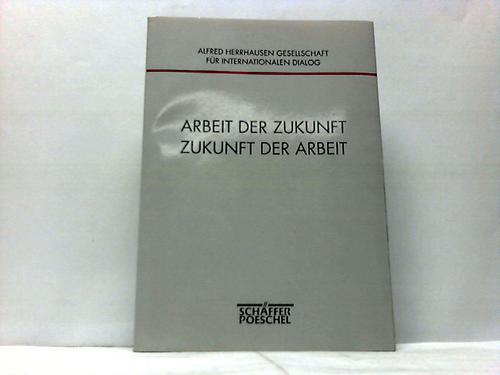 ALFRED HERRHAUSEN GESELLSCHAFT
FÜR INTERNATIONALEN DIALOG
ARBEIT DER ZUKUNFT
ZUKUNFT DER ARBEIT
SCHÄFFER
POESCHEL